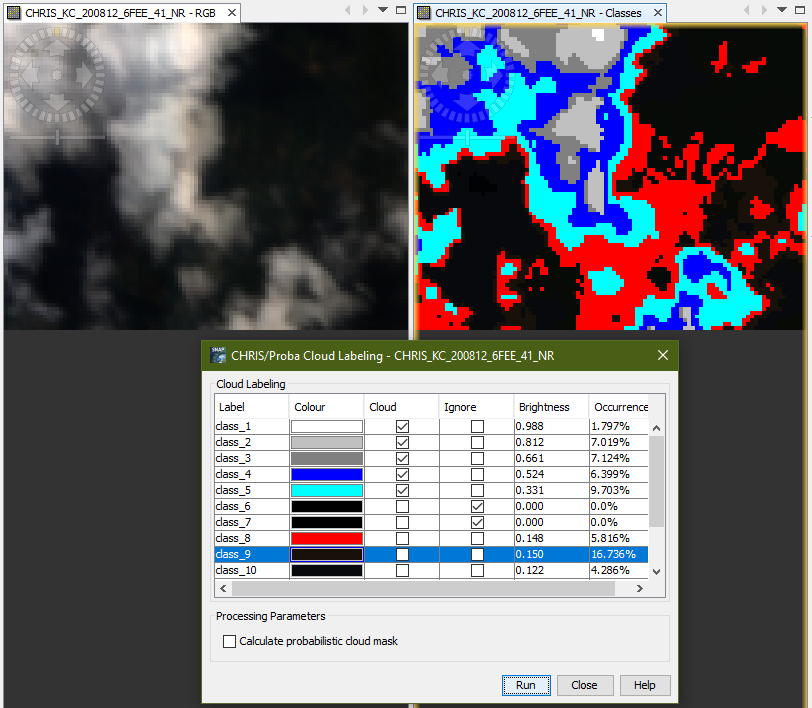 CHRIS_KC_200812_6FEE_41_NR - RGB
CHRIS_KC_200812_6FEE_41_NR - Classes
SNAP
CHRIS/Proba Cloud Labeling - CHRIS_KC_200812_6FEE_41_NR
Cloud Labeling
Label Colour Cloud Ignore Brightness Occurrence
class_1 0.988 1.797%
class_2 0.812 7.019%
class_3 0.661 7.124%
class_4 0.524 6.399%
class_5 0.331 9.703%
class_6 0.000 0.0%
class_7 0.000 0.0%
class_8 0.148 5.816%
class_9 0.150 16.736%
class_10 0.122 4.286%
Processing Parameters
Calculate probabilistic cloud mask
Run Close Help